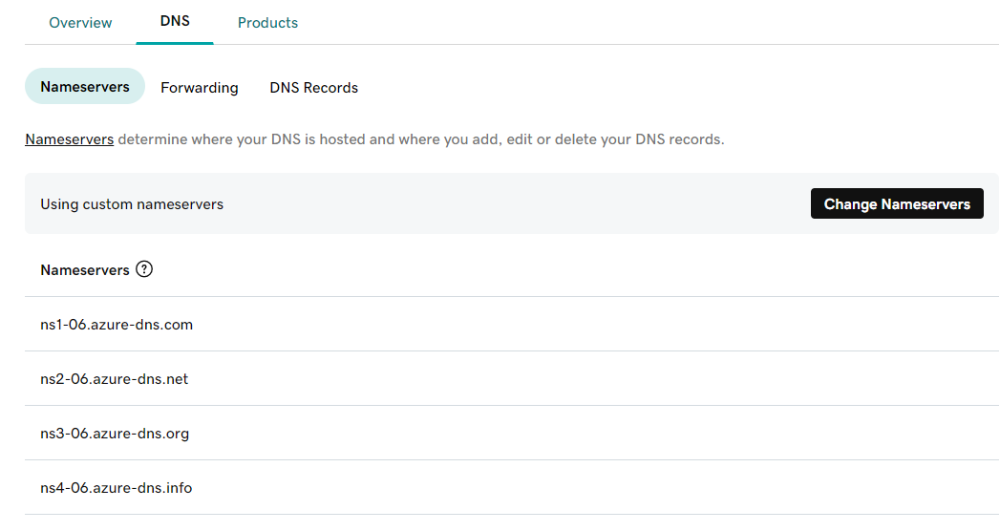 Overview DNS Products
Nameservers Forwarding DNS Records
Nameservers determine where your DNS is hosted and where you add, edit or delete your DNS records.
Using custom nameservers Change Nameservers
Nameservers ?
ns1-06.azure-dns.com
ns2-06.azure-dns.net
ns3-06.azure-dns.org
ns4-06.azure-dns.info